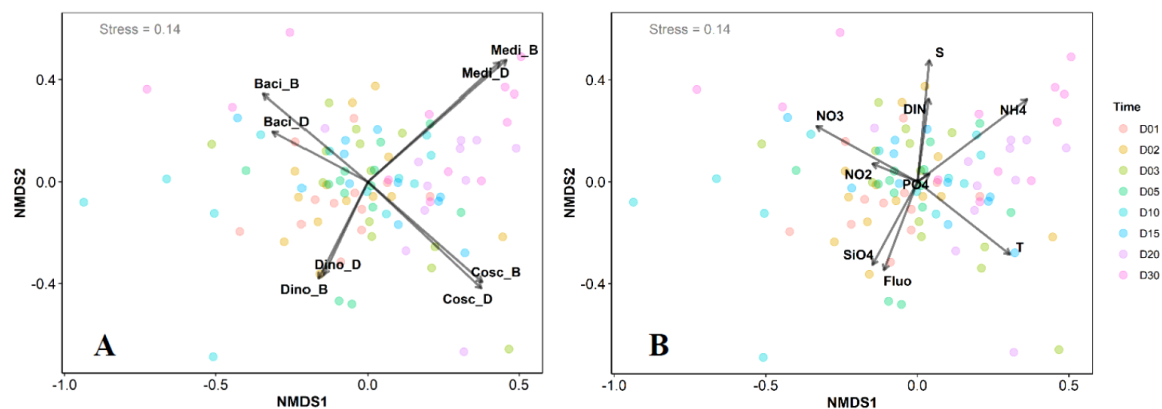 Stress = 0.14
Medi_B
Medi_D
Baci_B
Baci_D
Dino_D
Dino_B
Cosc_B
Cosc_D
A
0.4
0.0
-0.4
NMDS2
-1.0
-0.5
0.0
0.5
NMDS1
Stress = 0.14
S
DIN
NH4
NO3
NO2
PO4
SiO4
Fluo
T
B
0.4
0.0
-0.4
NMDS2
-1.0
-0.5
0.0
0.5
NMDS1
Time
D01
D02
D03
D05
D10
D15
D20
D30